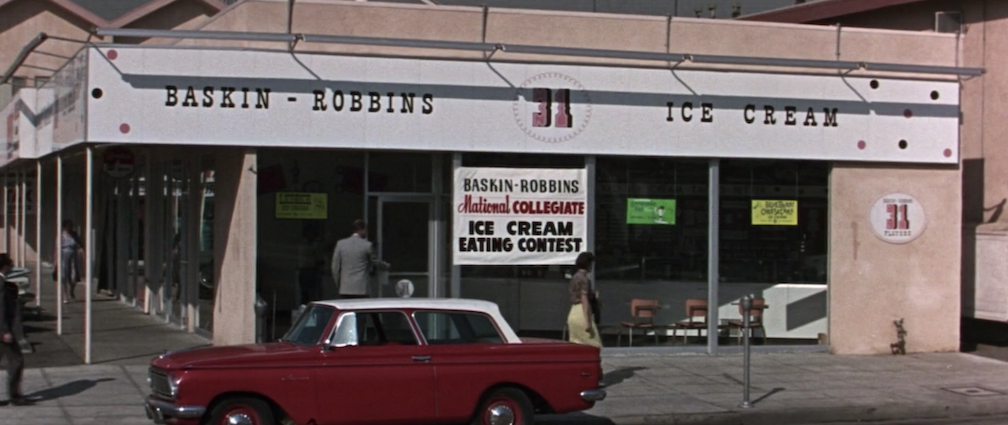 BASKIN - ROBBINS 31 ICE CREAM
BASKIN-ROBBINS
National COLLEGIATE
ICE CREAM
EATING CONTEST
31